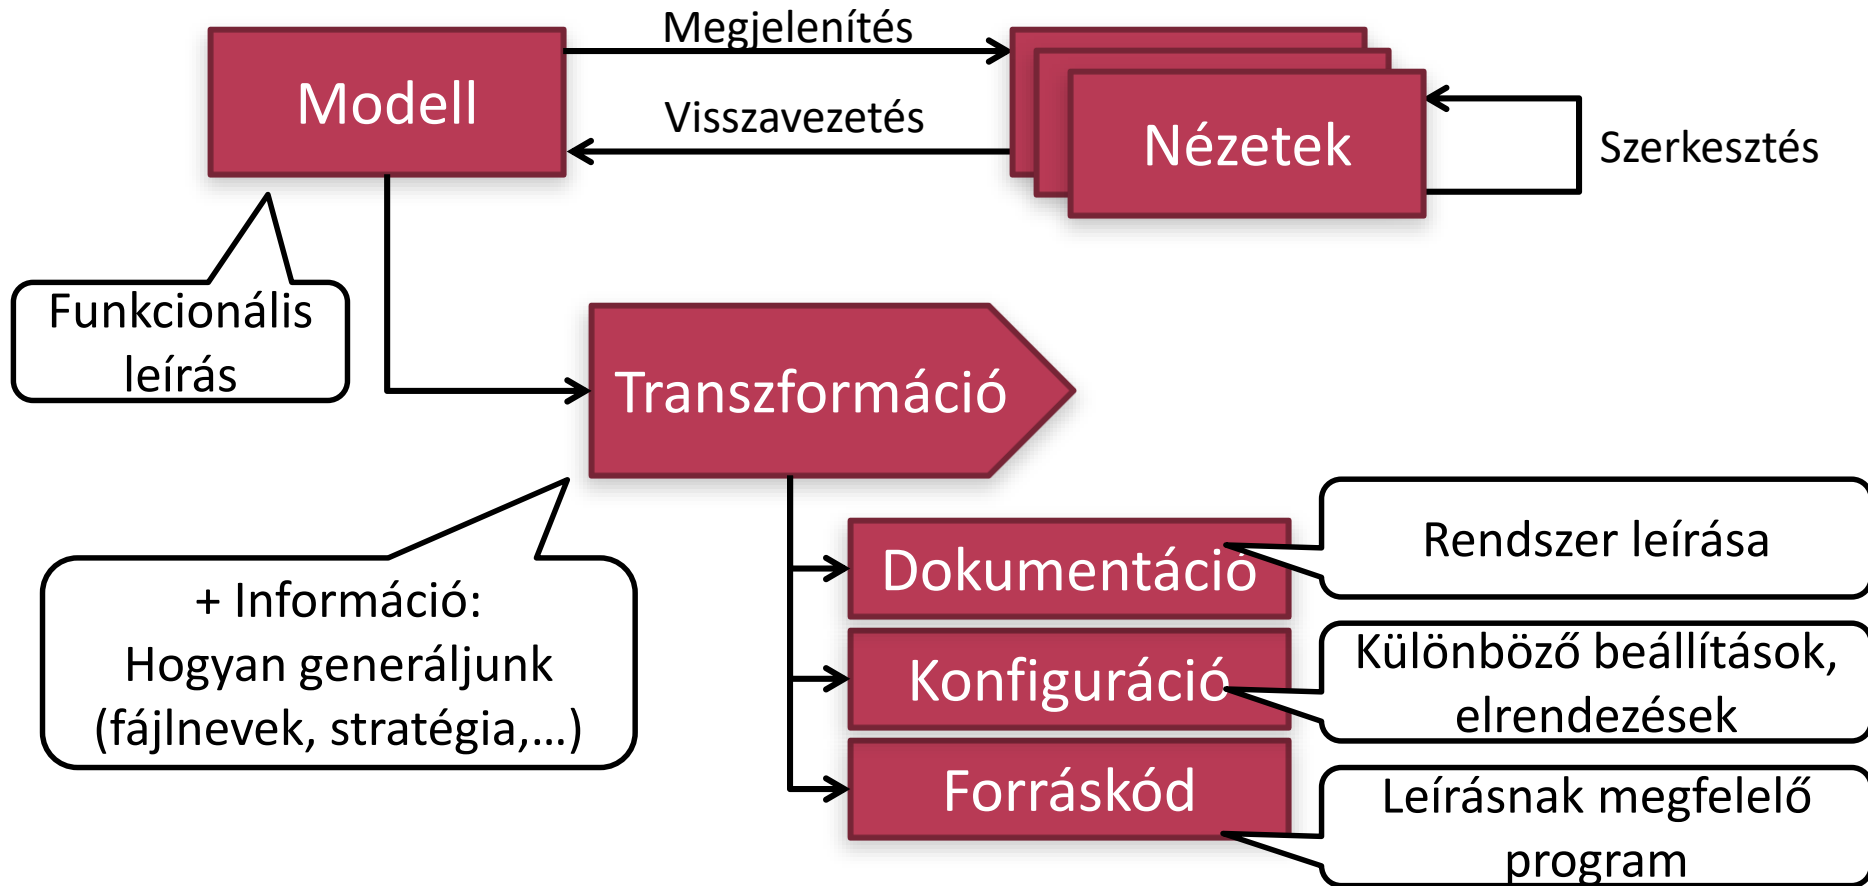 Megjelenítés
Modell
Visszavezetés
Nézetek
Szerkesztés
Funkcionális
leírás
Transzformáció
+ Információ:
Hogyan generáljunk
(fájlnevek, stratégia,...)
Dokumentáció
Rendszer leírása
Konfiguráció
Különböző beállítások,
elrendezések
Forráskód
Leírásnak megfelelő
program